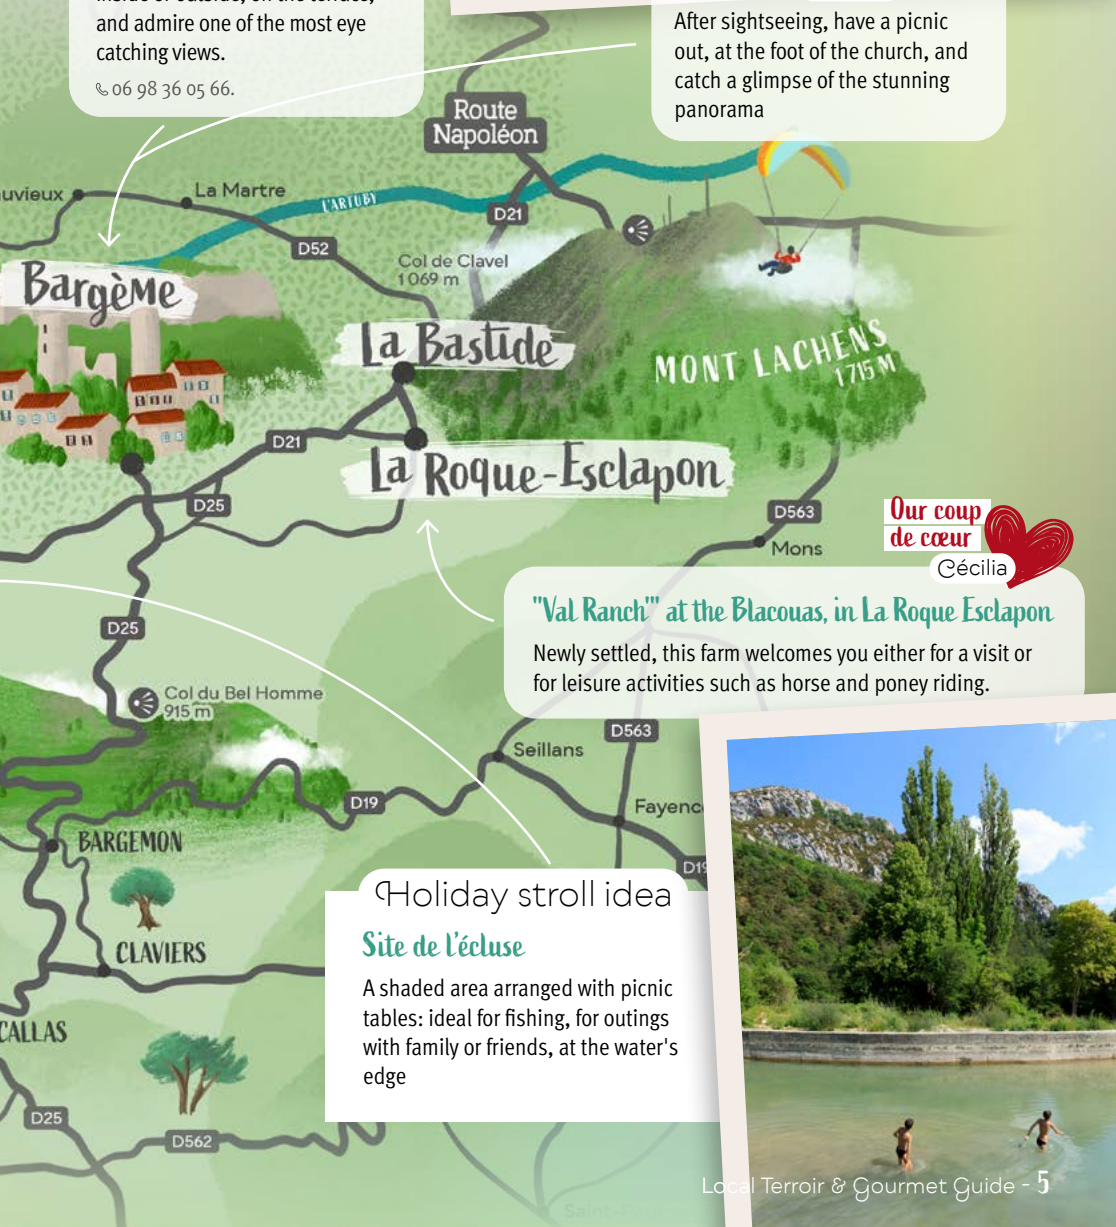 and admire one of the most eye
catching views.
06 98 36 05 66.
After sightseeing, have a picnic
out, at the foot of the church, and
catch a glimpse of the stunning
panorama
Route
Napoléon
La Martre
L'ARTUBY
D21
D52
Col de Clavel
1 069 m
Bargème
La Bastide
MONT LACHENS
1 715 M
D21
La Roque-Esclapon
D25
D563
Mons
Our coup
de cœur
Cécilia
"Val Ranch'" at the Blacouas, in La Roque Esclapon
Newly settled, this farm welcomes you either for a visit or
for leisure activities such as horse and poney riding.
D25
Col du Bel Homme
915 m
D563
Seillans
D19
Fayenc
BARGEMON
D19
Holiday stroll idea
Site de l'écluse
A shaded area arranged with picnic
tables: ideal for fishing, for outings
with family or friends, at the water's
edge
CLAVIERS
CALLAS
D25
D562
Local Terroir & Gourmet Guide - 5